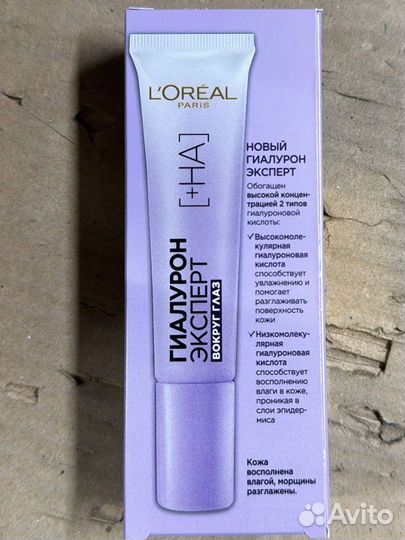 L'ORÉAL
PARIS
[+HA]
ГИАЛУРОН
ЭКСПЕРТ
ВОКРУГ ГЛАЗ
НОВЫЙ
ГИАЛУРОН
ЭКСПЕРТ
Обогащен
высокой концен-
трацией 2 типов
гиалуроновой
кислоты:
✓Высокомоле-
кулярная
гиалуроновая
кислота
способствует
увлажнению и
помогает
разглаживать
поверхность
кожи
✓Низкомолеку-
лярная
гиалуроновая
кислота
способствует
восполнению
влаги в коже,
проникая в
слои эпидер-
миса
Кожа
восполнена
влагой, морщины
разглажены.
Avito